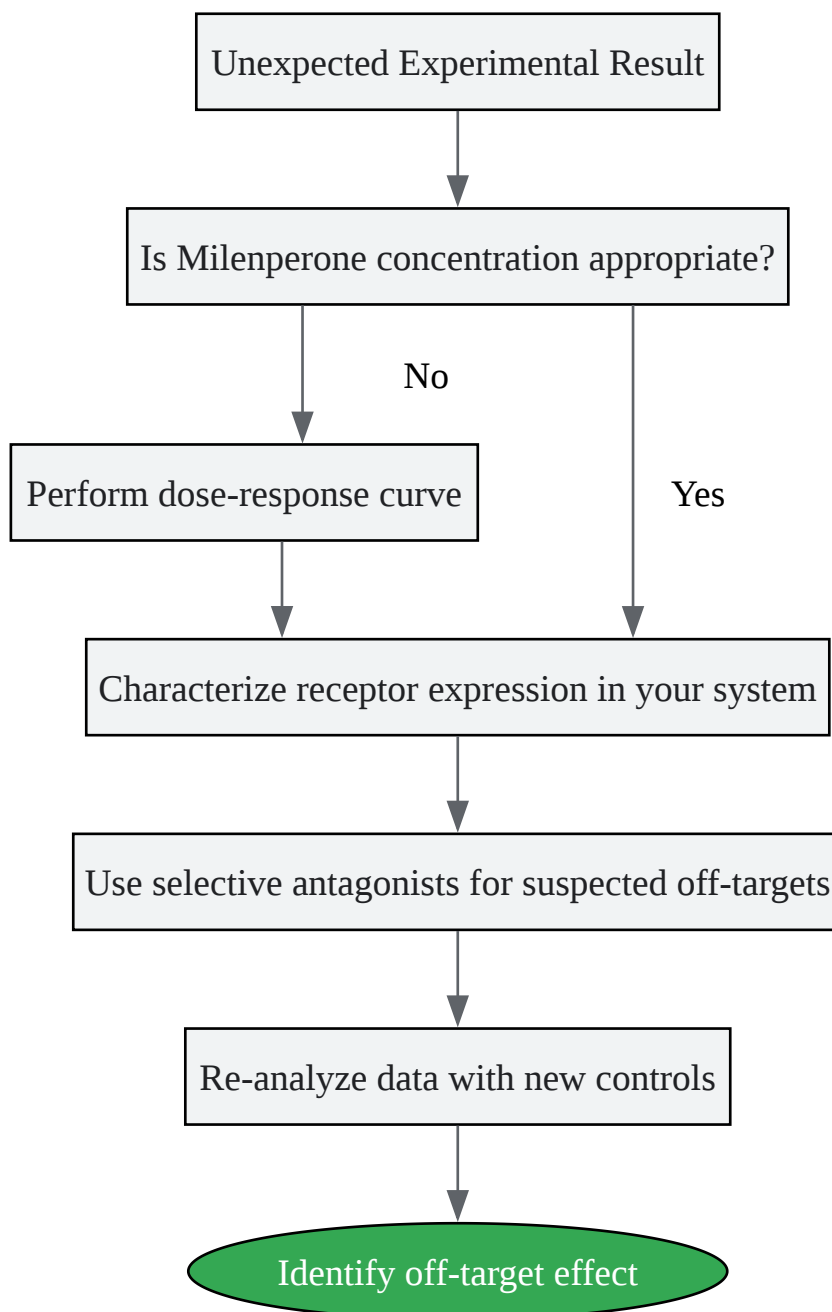 Unexpected Experimental Result
Is Milenperone concentration appropriate?
No
Perform dose-response curve
Yes
Characterize receptor expression in your system
Use selective antagonists for suspected off-targets
Re-analyze data with new controls
Identify off-target effect